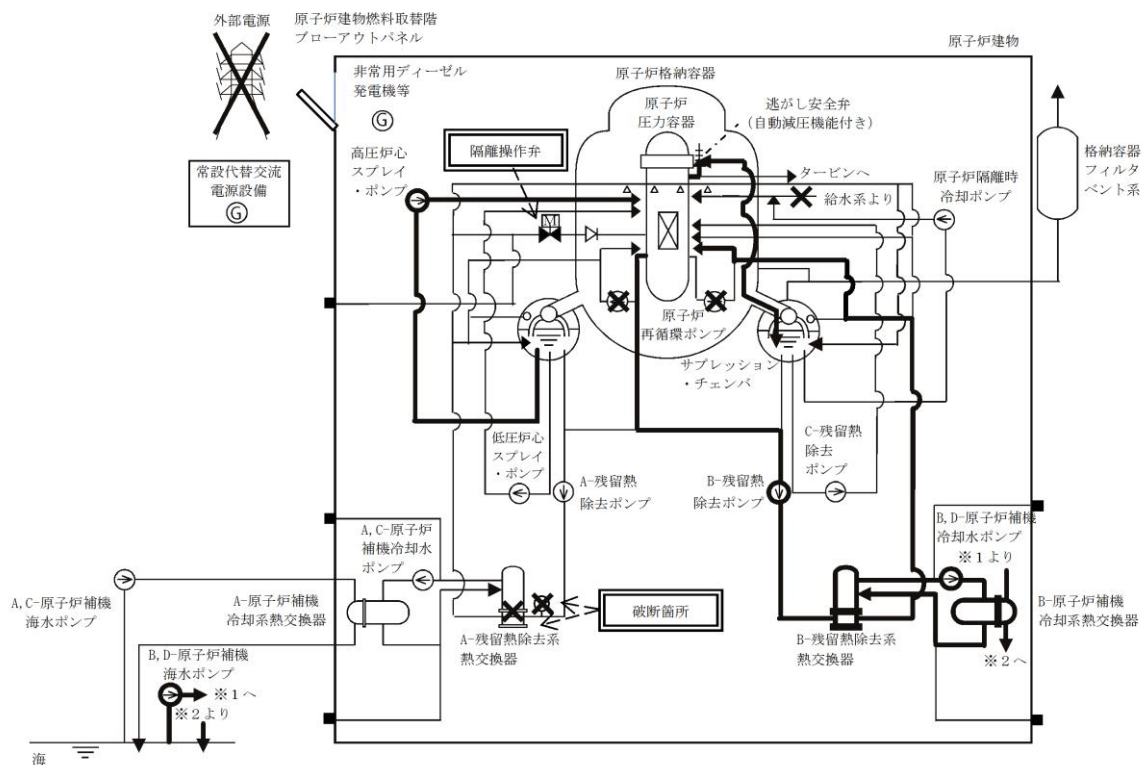 外部電源
原子炉建物燃料取替階
ブローアウトパネル
原子炉建物
非常用ディーゼル
発電機等
G
原子炉格納容器
原子炉
圧力容器
逃がし安全弁
(自動減圧機能付き)
隔離操作弁
高圧炉心
スプレイ
・ポンプ
常設代替交流
電源設備
G
タービンへ
給水系より
原子炉隔離時
冷却ポンプ
格納容器
フィルタ
ベント系
M
原子炉
再循環ポンプ
サプレッション
・チェンバ
低圧炉心
スプレイ
・ポンプ
A-残留熱
除去ポンプ
B-残留熱
除去ポンプ
C-残留熱
除去
ポンプ
A,C-原子炉
補機冷却水
ポンプ
B,D-原子炉補機
冷却水ポンプ
※1より
A,C-原子炉補機
海水ポンプ
A-原子炉補機
冷却系熱交換器
破断箇所
A-残留熱除去系
熱交換器
B-残留熱除去系
熱交換器
B-原子炉補機
冷却系熱交換器
※2へ
B,D-原子炉補機
海水ポンプ
※1へ
※2より
海